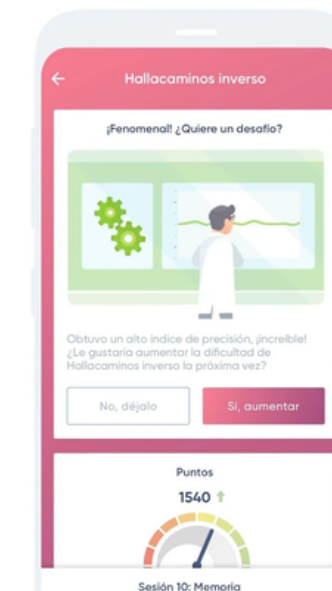 Hallacaminos inverso
¡Fenomenal! ¿Quiere un desafío?
Obtuvo un alto índice de precisión, ¡increíble!
¿Le gustaría aumentar la dificultad de
Hallacaminos inverso la próxima vez?
No, déjalo
Sí, aumentar
Puntos
1540
Sesión 10: Memoria